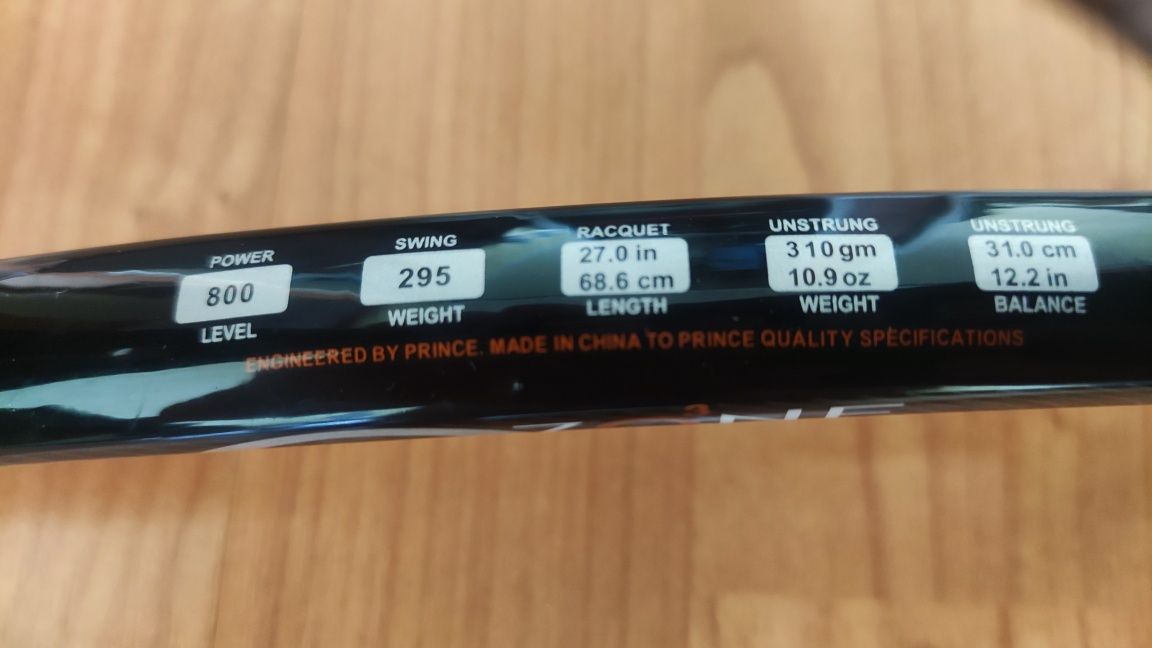 POWER
800
LEVEL
SWING
295
WEIGHT
RACQUET
27.0 in
68.6 cm
LENGTH
UNSTRUNG
310 gm
10.9 oz
WEIGHT
UNSTRUNG
31.0 cm
12.2 in
BALANCE
ENGINEERED BY PRINCE. MADE IN CHINA TO PRINCE QUALITY SPECIFICATIONS